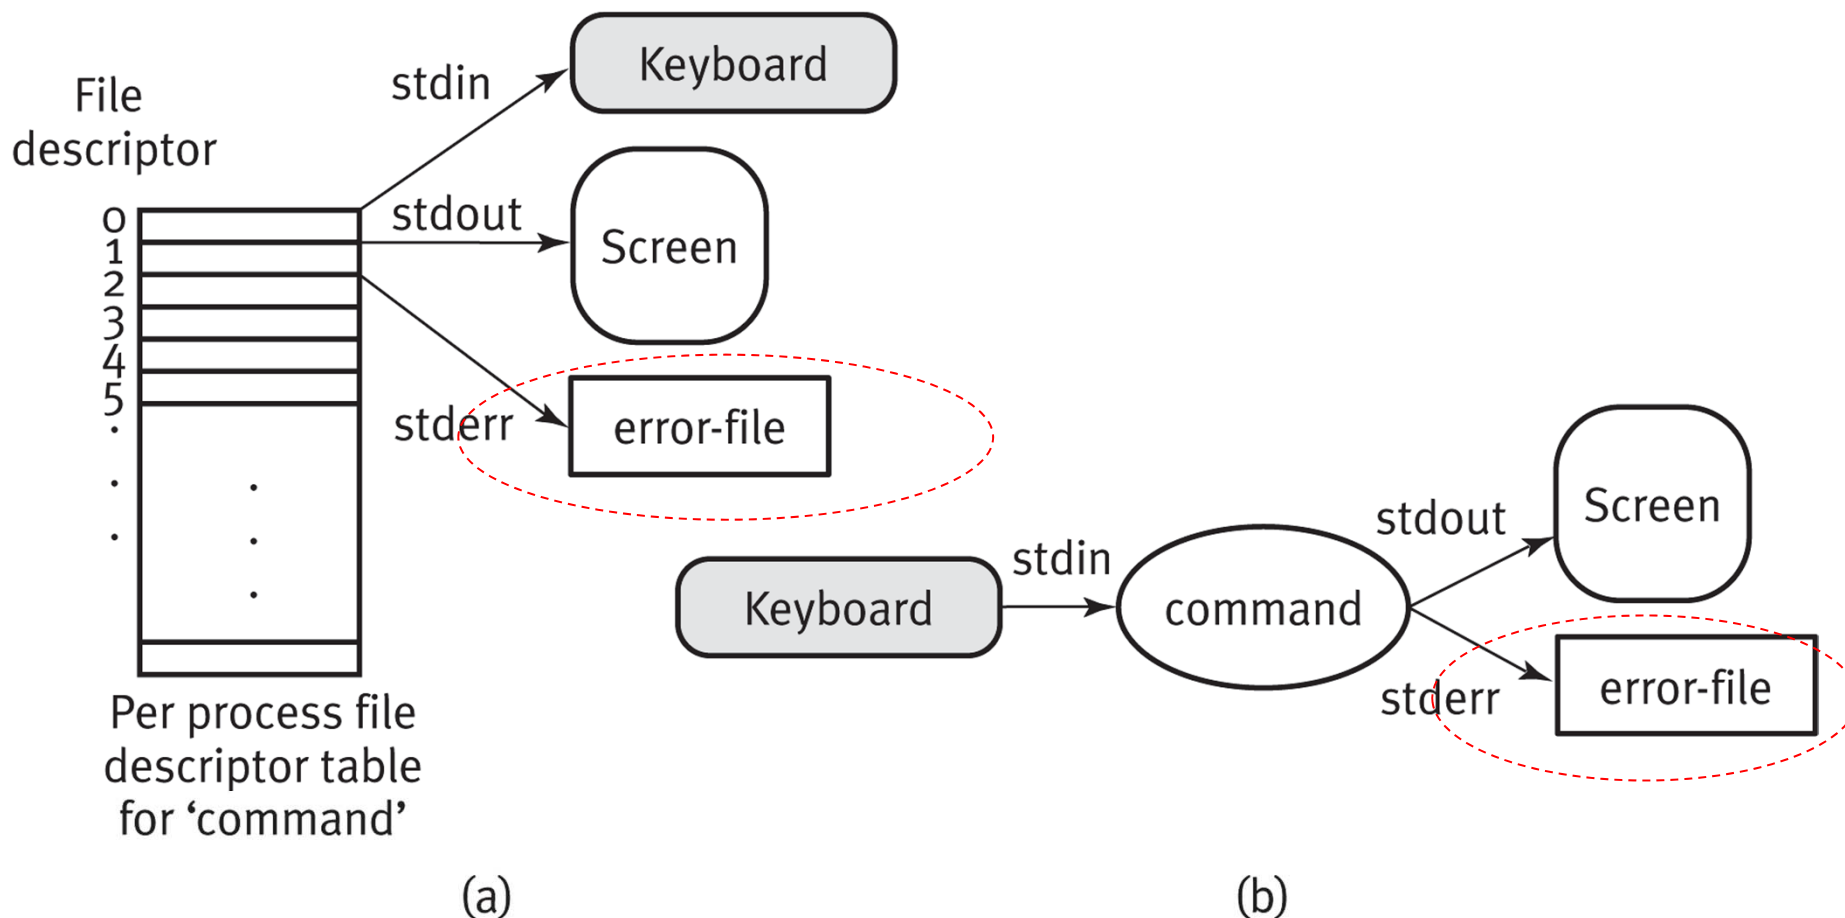 File
descriptor
0
1
2
3
4
5
stdin
Keyboard
stdout
Screen
stderr
error-file
Per process file
descriptor table
for ‘command’
(a)
Keyboard
stdin
command
stdout
Screen
stderr
error-file
(b)